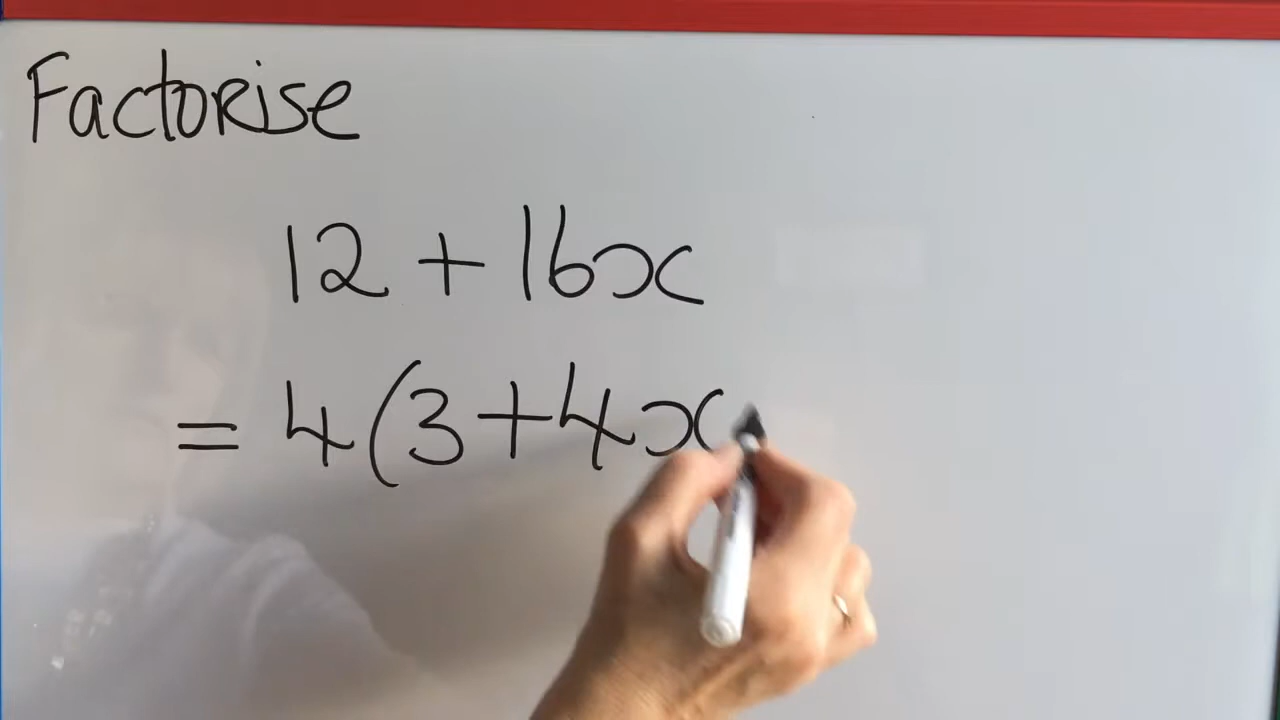 Factorise
12 + 16x
= 4(3 + 4x